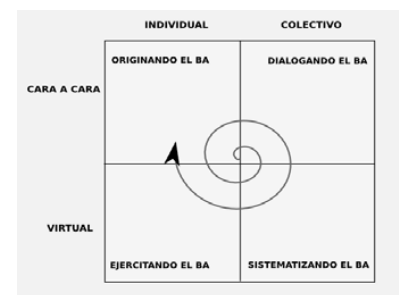 INDIVIDUAL COLECTIVO
ORIGINANDO EL BA DIALOGANDO EL BA
CARA A CARA
VIRTUAL
EJERCITANDO EL BA SISTEMATIZANDO EL BA